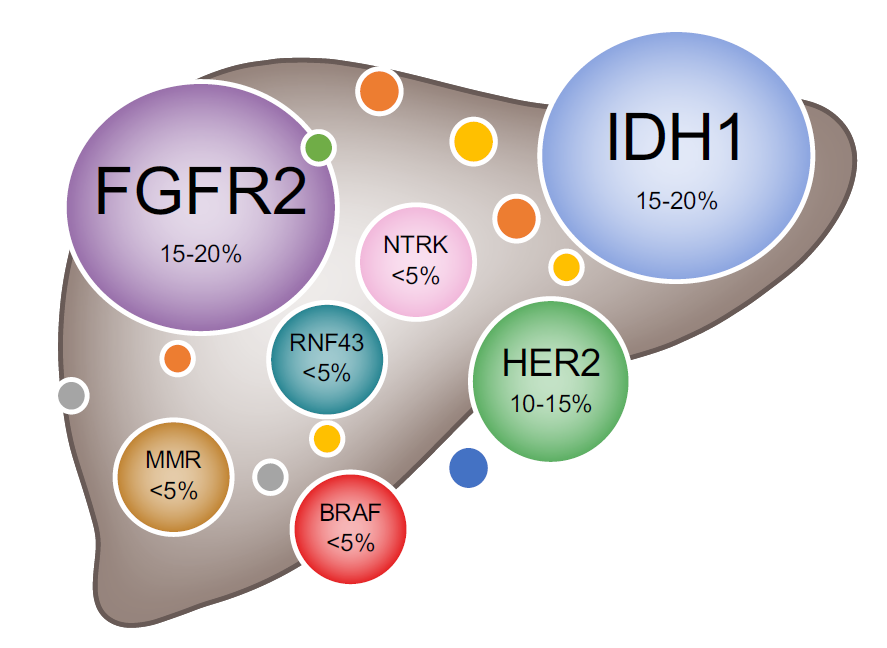 IDH1
15-20%
FGFR2
15-20%
NTRK
<5%
RNF43
<5%
HER2
10-15%
MMR
<5%
BRAF
<5%